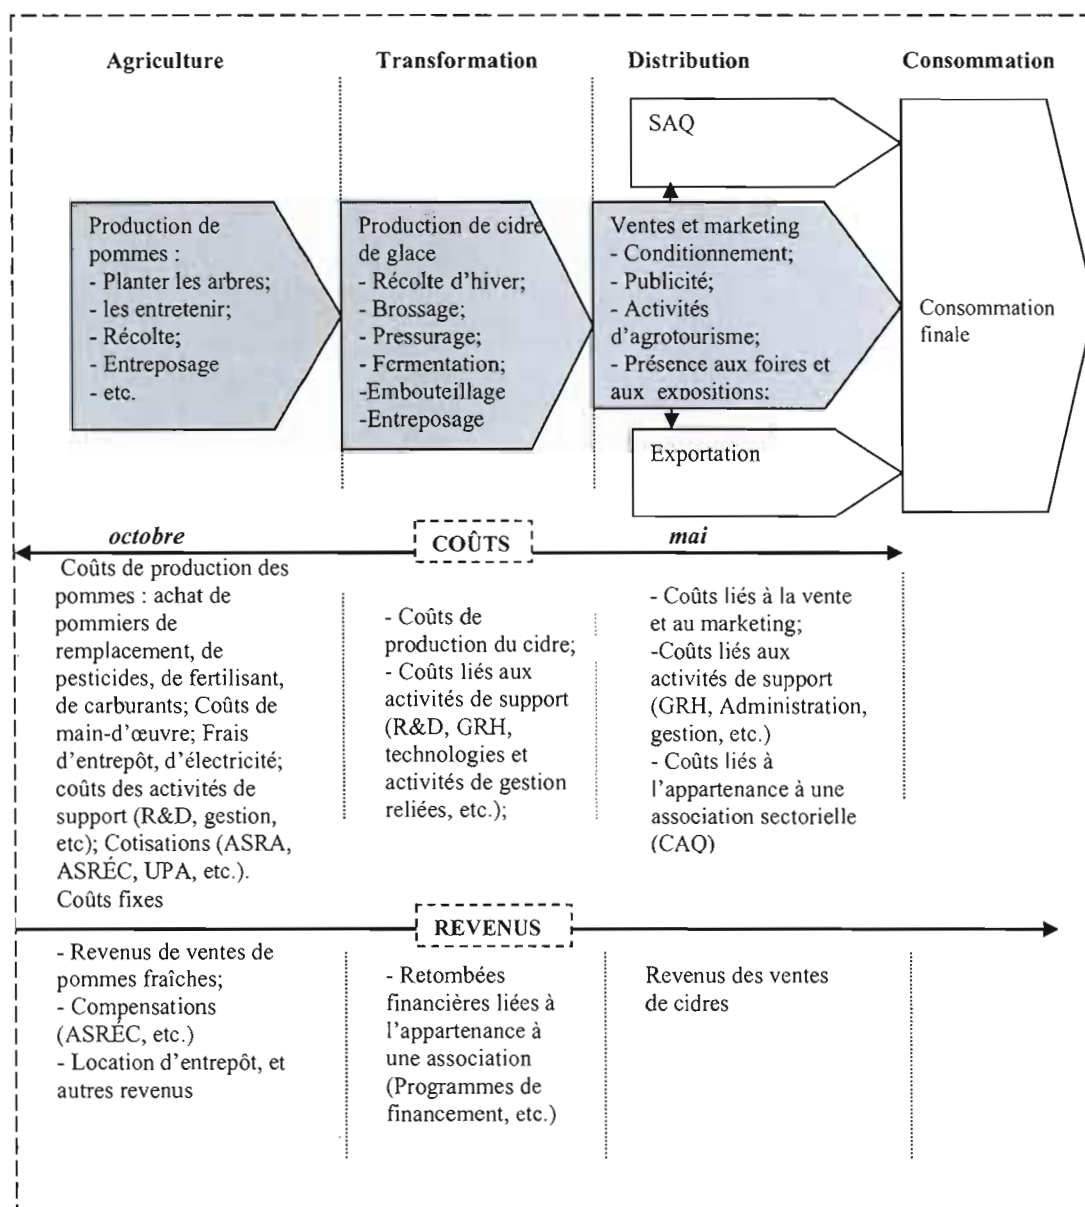 Agriculture
Transformation
Distribution
Consommation
SAQ
Production de
pommes :
- Planter les arbres;
- les entretenir;
- Récolte;
- Entreposage
- etc.
Production de cidre
de glace
- Récolte d'hiver;
- Brossage;
- Pressurage;
- Fermentation;
-Embouteillage
-Entreposage
Ventes et marketing
- Conditionnement;
- Publicité;
- Activités
d'agrotourisme;
- Présence aux foires et
aux expositions;
Consommation
finale
Exportation
octobre
COÛTS
mai
Coûts de production des
pommes : achat de
pommiers de
remplacement, de
pesticides, de fertilisant,
de carburants; Coûts de
main-d'œuvre; Frais
d'entrepôt, d'électricité;
coûts des activités de
support (R&D, gestion,
etc); Cotisations (ASRA,
ASRÉC, UPA, etc.).
Coûts fixes
- Coûts de
production du cidre;
- Coûts liés aux
activités de support
(R&D, GRH,
technologies et
activités de gestion
reliées, etc.);
- Coûts liés à la vente
et au marketing;
-Coûts liés aux
activités de support
(GRH, Administration,
gestion, etc.)
- Coûts liés à
l'appartenance à une
association sectorielle
(CAQ)
REVENUS
- Revenus de ventes de
pommes fraîches;
- Compensations
(ASRÉC, etc.)
- Location d'entrepôt, et
autres revenus
- Retombées
financières liées à
l'appartenance à
une association
(Programmes de
financement, etc.)
Revenus des ventes
de cidres